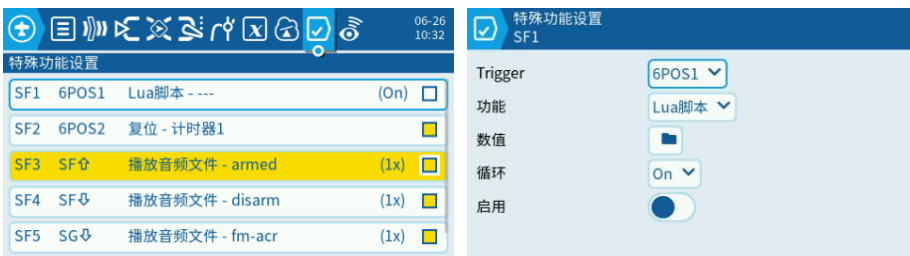 06-26
10:32
特殊功能设置
SF1 6POS1 Lua脚本 - --- (On)
SF2 6POS2 复位 - 计时器1
SF3 SF⇧ 播放音频文件 - armed (1x)
SF4 SF⇩ 播放音频文件 - disarm (1x)
SF5 SG⇩ 播放音频文件 - fm-acr (1x)
特殊功能设置
SF1
Trigger 6POS1
功能 Lua脚本
数值
循环 On
启用